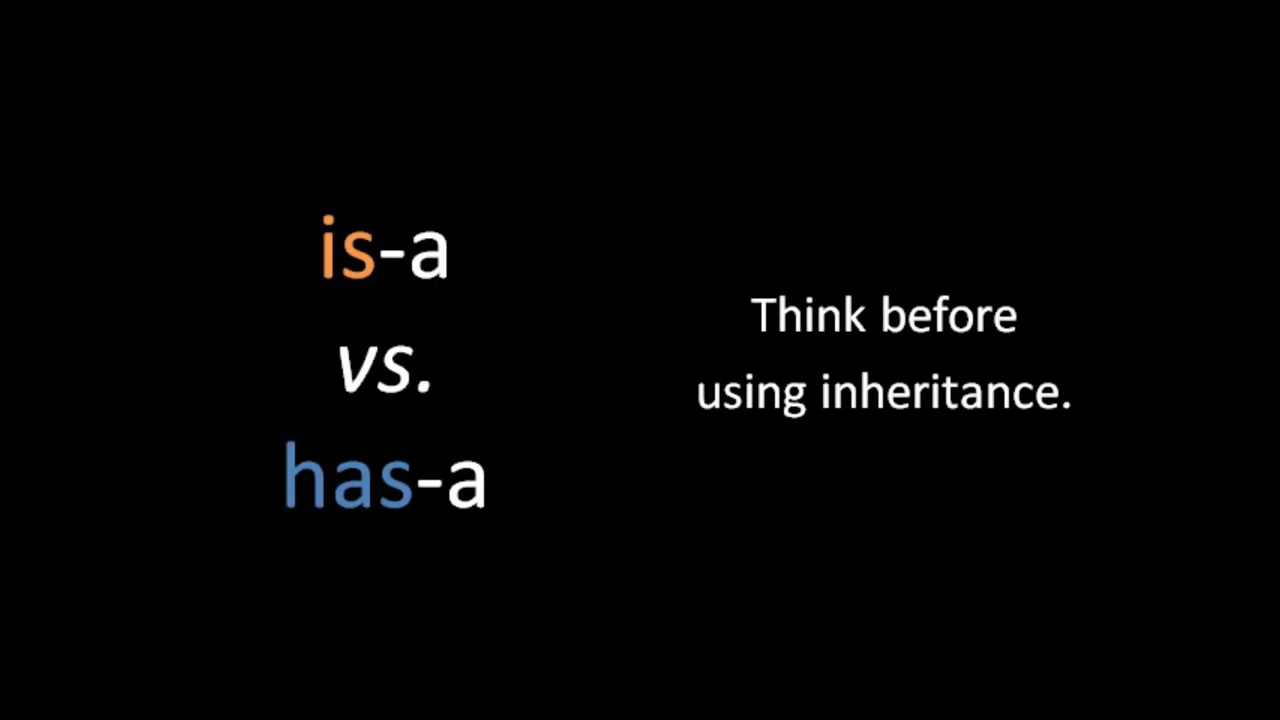 is-a
vs.
has-a
Think before
using inheritance.